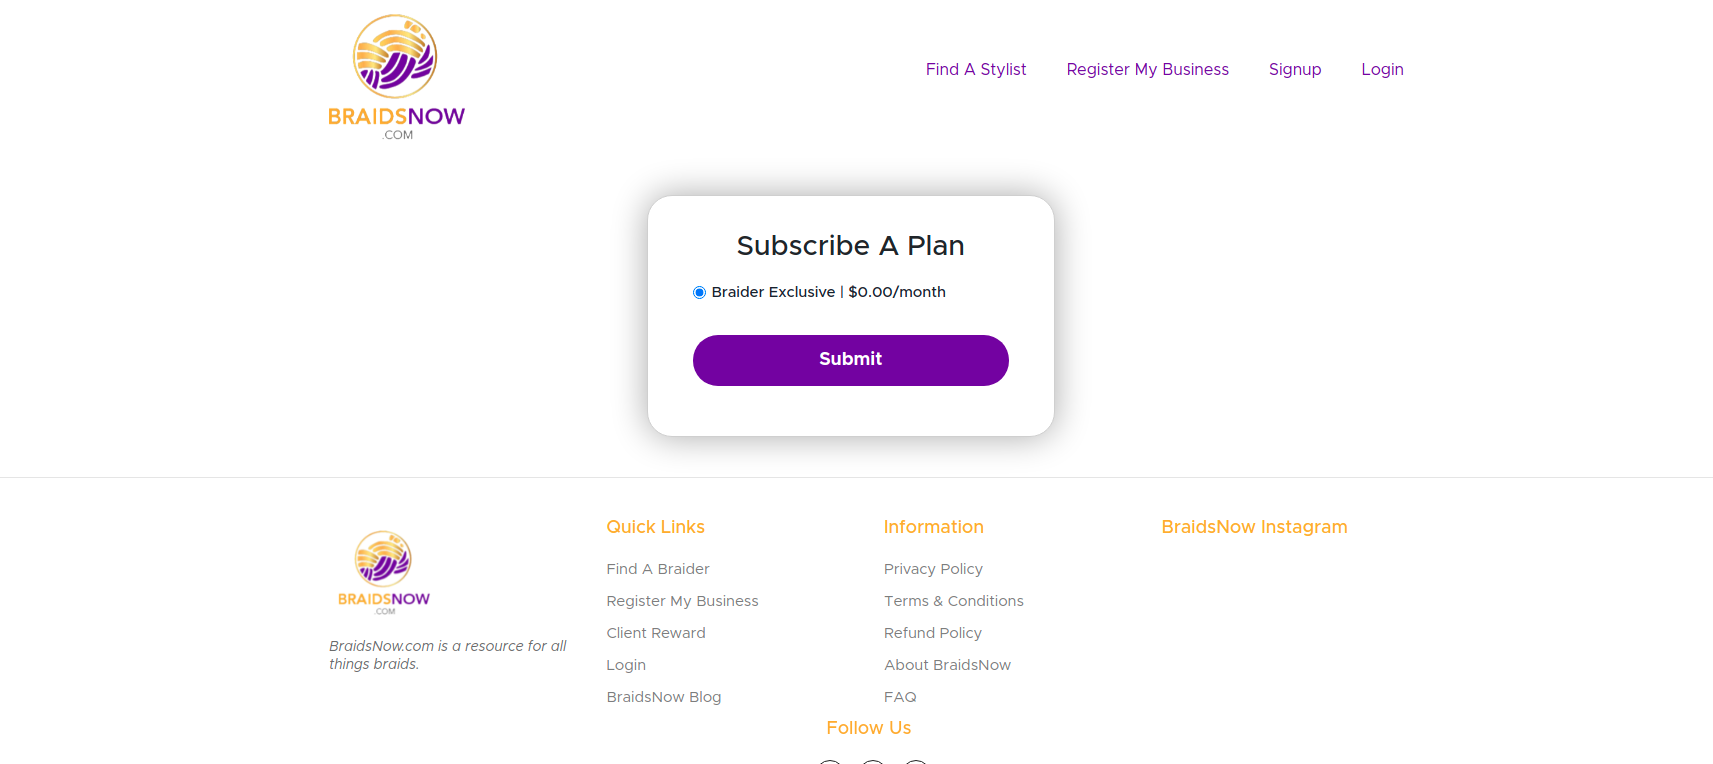 BRAIDSNOW
.COM
Find A Stylist
Register My Business
Signup
Login
Subscribe A Plan
Braider Exclusive | $0.00/month
Submit
BRAIDSNOW
.COM
BraidsNow.com is a resource for all
things braids.
Quick Links
Find A Braider
Register My Business
Client Reward
Login
BraidsNow Blog
Information
Privacy Policy
Terms & Conditions
Refund Policy
About BraidsNow
FAQ
BraidsNow Instagram
Follow Us